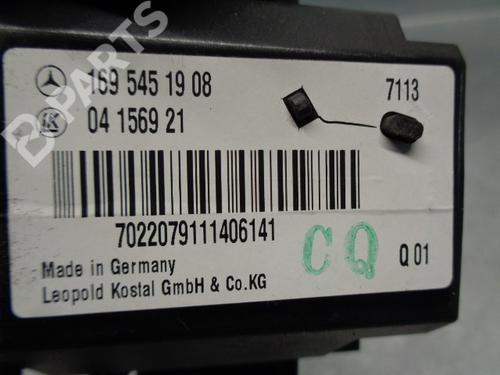 B PARTS
169 545 19 08
7113
LK
04 1569 21
7022079111406141
CQ
Q 01
Made in Germany
Leopold Kostal GmbH & Co.KG